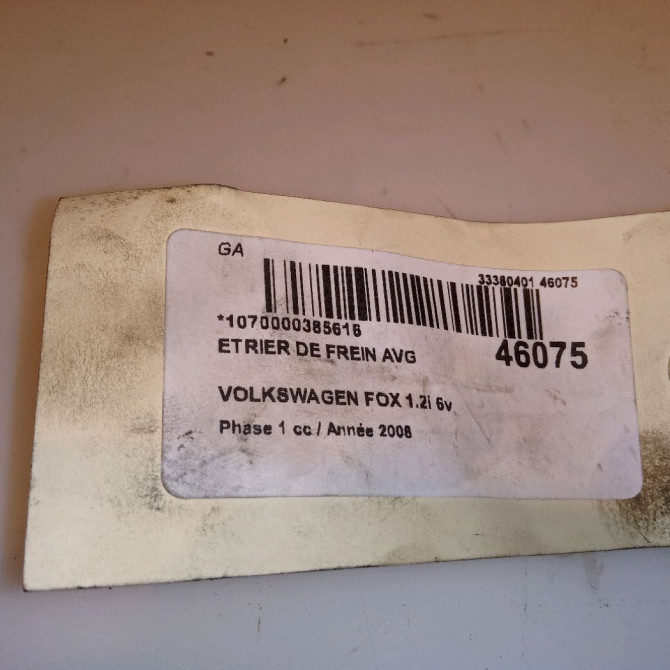 GA
33380401 46075
*1070000385616
ETRIER DE FREIN AVG
46075
VOLKSWAGEN FOX 1.2i 6v
Phase 1 cc / Année 2008